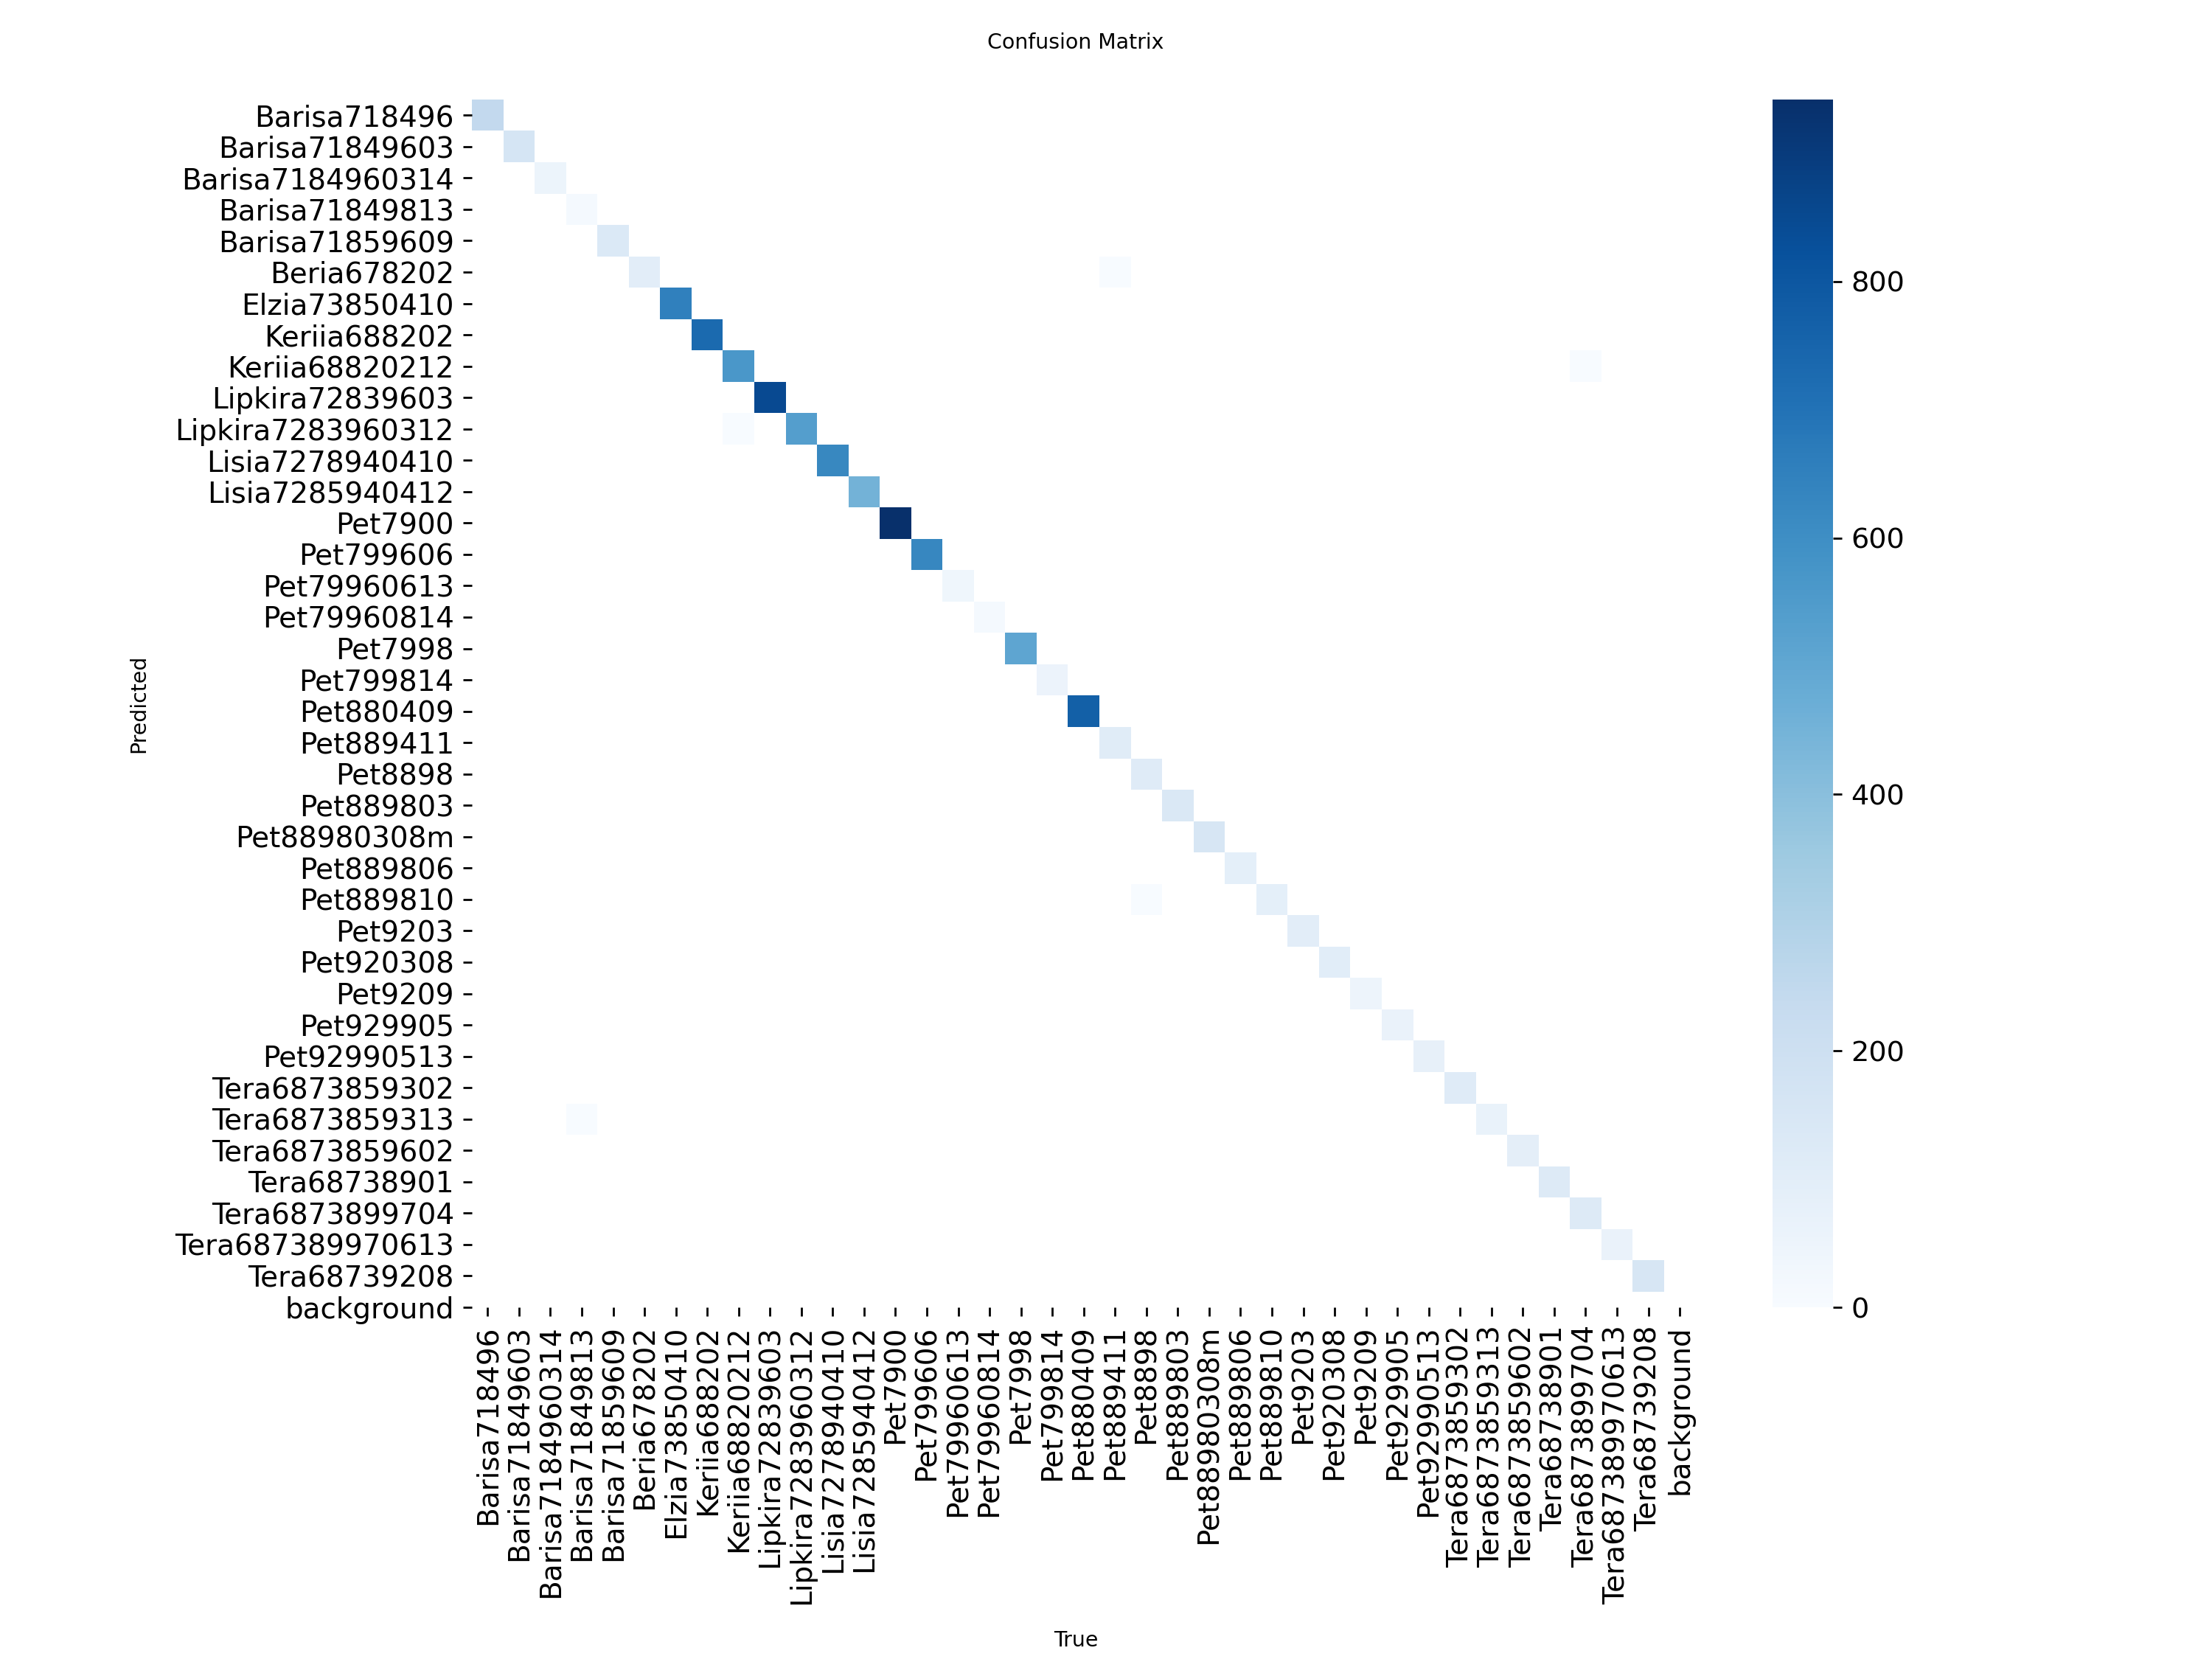 Confusion Matrix
Barisa718496
Barisa71849603
Barisa7184960314
Barisa71849813
Barisa71859609
Beria678202
Elzia73850410
Keriia688202
Keriia68820212
Lipkira72839603
Lipkira7283960312
Lisia7278940410
Lisia7285940412
Pet7900
Pet799606
Pet79960613
Pet79960814
Pet7998
Pet799814
Pet880409
Pet889411
Pet8898
Pet889803
Pet88980308m
Pet889806
Pet889810
Pet9203
Pet920308
Pet9209
Pet929905
Pet92990513
Tera6873859302
Tera6873859313
Tera6873859602
Tera68738901
Tera6873899704
Tera687389970613
Tera68739208
background
Predicted
Barisa718496
Barisa71849603
Barisa7184960314
Barisa71849813
Barisa71859609
Beria678202
Elzia73850410
Keriia688202
Keriia68820212
Lipkira72839603
Lipkira7283960312
Lisia7278940410
Lisia7285940412
Pet7900
Pet799606
Pet79960613
Pet79960814
Pet7998
Pet799814
Pet880409
Pet889411
Pet8898
Pet889803
Pet88980308m
Pet889806
Pet889810
Pet9203
Pet920308
Pet9209
Pet929905
Pet92990513
Tera6873859302
Tera6873859313
Tera6873859602
Tera68738901
Tera6873899704
Tera687389970613
Tera68739208
background
True
800
600
400
200
0